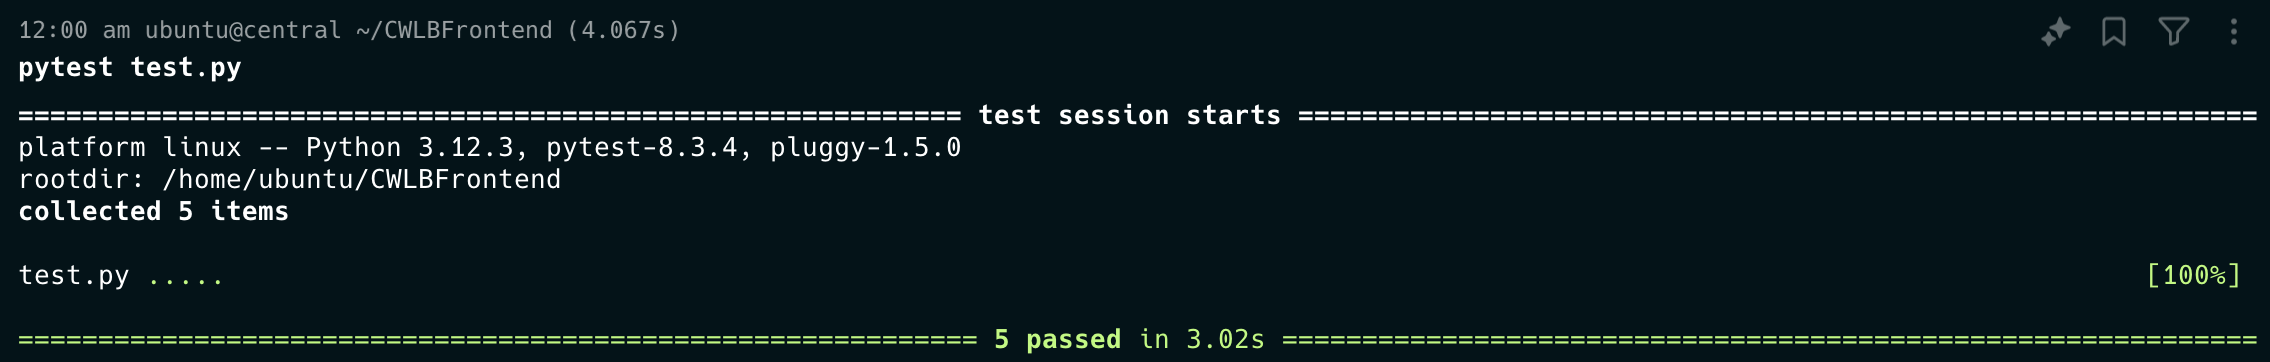 12:00 am ubuntu@central ~/CWLBFrontend (4.067s)
pytest test.py
=========================================================== test session starts ============================================================
platform linux -- Python 3.12.3, pytest-8.3.4, pluggy-1.5.0
rootdir: /home/ubuntu/CWLBFrontend
collected 5 items
test.py ..... [100%]
============================================================ 5 passed in 3.02s =============================================================